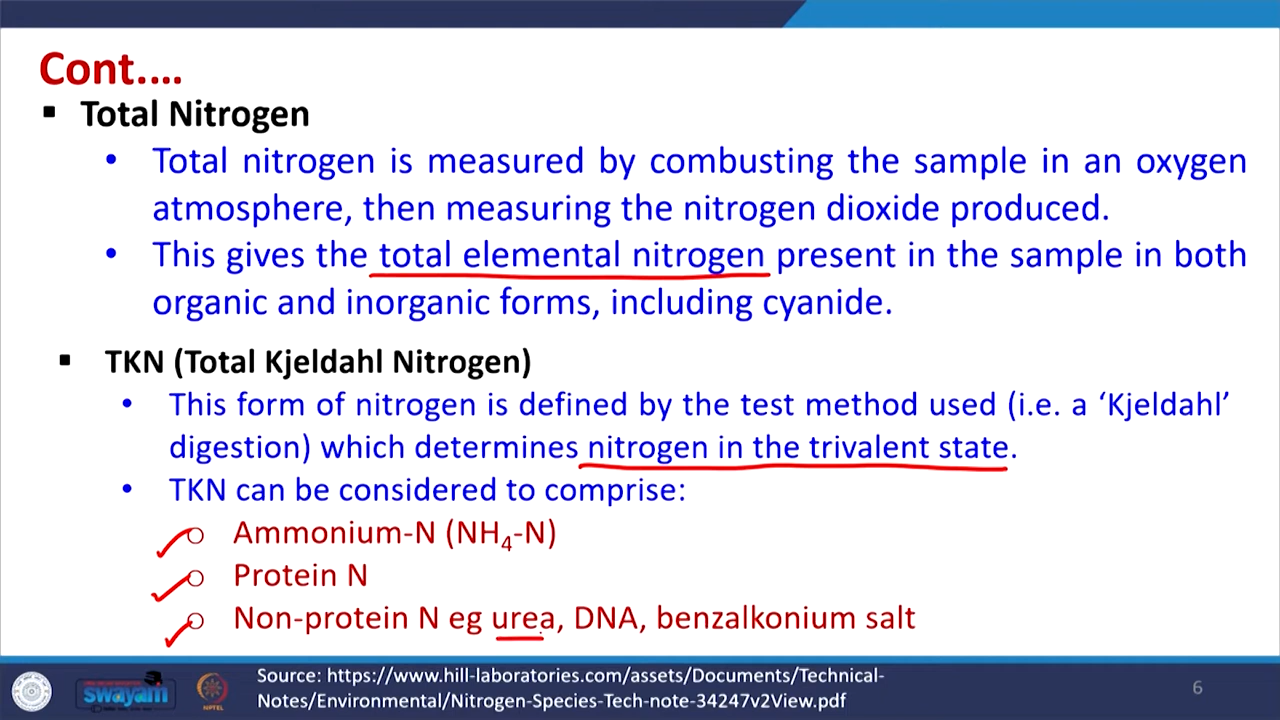 Cont.…
▪ Total Nitrogen
• Total nitrogen is measured by combusting the sample in an oxygen
atmosphere, then measuring the nitrogen dioxide produced.
• This gives the total elemental nitrogen present in the sample in both
organic and inorganic forms, including cyanide.
▪ TKN (Total Kjeldahl Nitrogen)
• This form of nitrogen is defined by the test method used (i.e. a ‘Kjeldahl’
digestion) which determines nitrogen in the trivalent state.
• TKN can be considered to comprise:
o Ammonium-N (NH₄-N)
o Protein N
o Non-protein N eg urea, DNA, benzalkonium salt
Source: https://www.hill-laboratories.com/assets/Documents/Technical-
Notes/Environmental/Nitrogen-Species-Tech-note-34247v2View.pdf
swayam
NPTEL
6